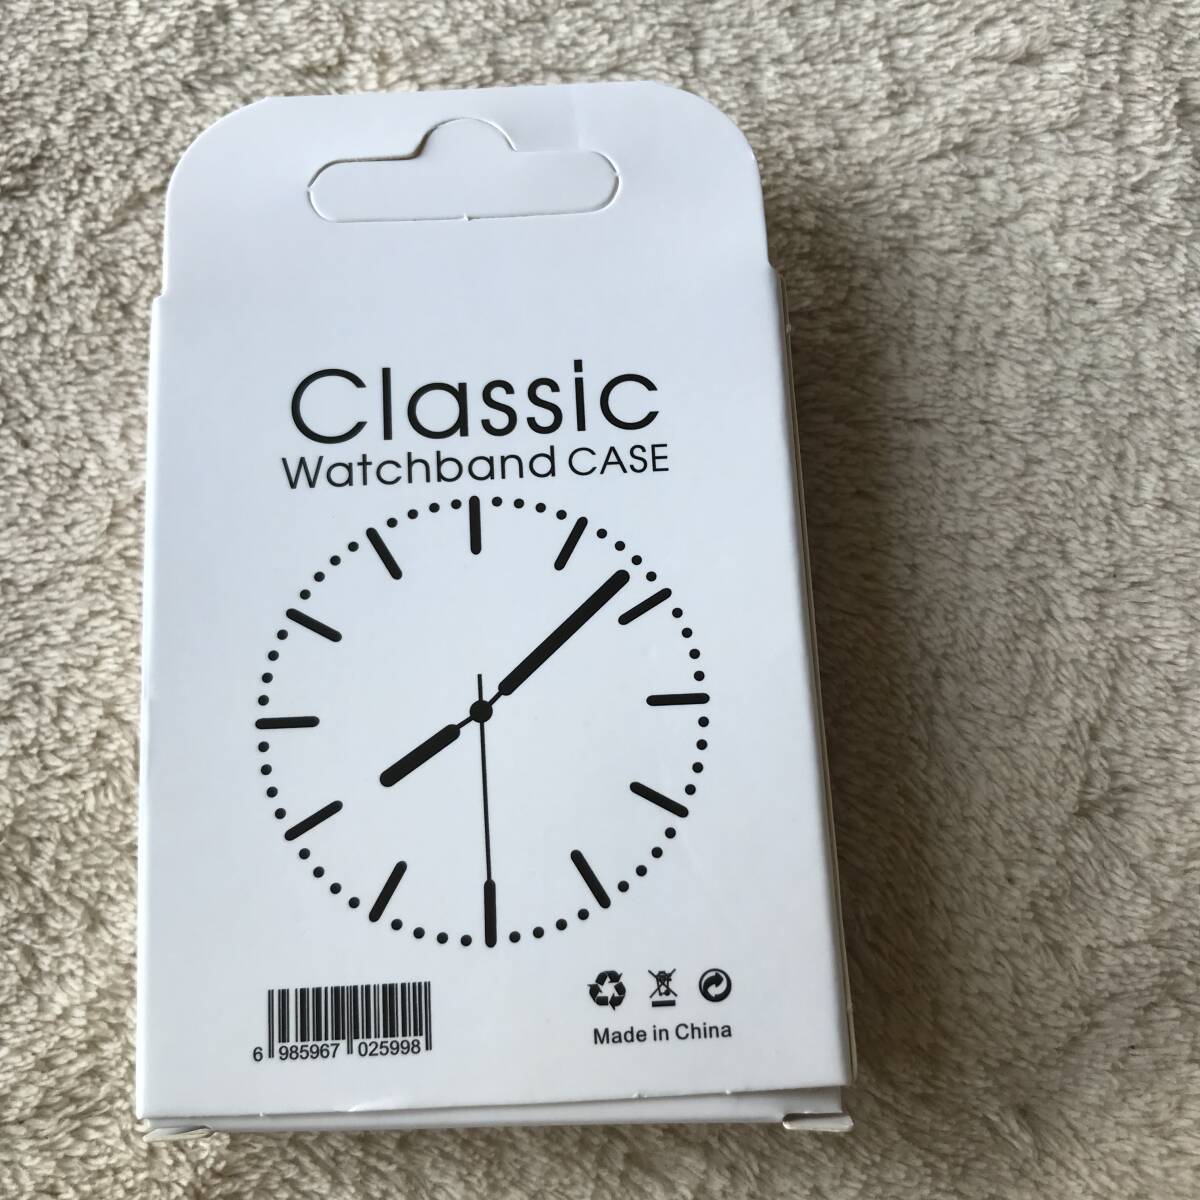 Classic
Watchband CASE
6 985967 025998
Made in China